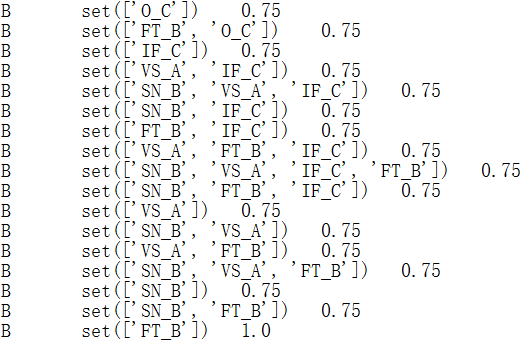 B set(['O_C']) 0.75
B set(['FT_B', 'O_C']) 0.75
B set(['IF_C']) 0.75
B set(['VS_A', 'IF_C']) 0.75
B set(['SN_B', 'VS_A', 'IF_C']) 0.75
B set(['SN_B', 'IF_C']) 0.75
B set(['FT_B', 'IF_C']) 0.75
B set(['VS_A', 'FT_B', 'IF_C']) 0.75
B set(['SN_B', 'VS_A', 'IF_C', 'FT_B']) 0.75
B set(['SN_B', 'FT_B', 'IF_C']) 0.75
B set(['VS_A']) 0.75
B set(['SN_B', 'VS_A']) 0.75
B set(['VS_A', 'FT_B']) 0.75
B set(['SN_B', 'VS_A', 'FT_B']) 0.75
B set(['SN_B']) 0.75
B set(['SN_B', 'FT_B']) 0.75
B set(['FT_B']) 1.0